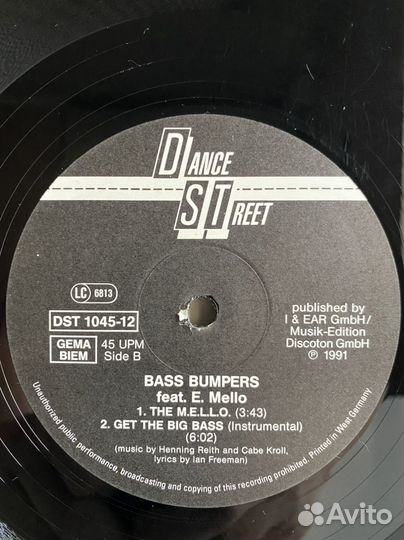 DANCE
STREET
LC 6813
DST 1045-12
GEMA
BIEM
45 UPM
Side B
published by
I & EAR GmbH/
Musik-Edition
Discoton GmbH
℗ 1991
BASS BUMPERS
feat. E. Mello
1. THE M.E.L.L.O. (3:43)
2. GET THE BIG BASS (Instrumental)
(6:02)
(music by Henning Reith and Cabe Kroll,
lyrics by Ian Freeman)
Unauthorized public performance, broadcasting and copying of this recording prohibited. Printed in West Germany
Avito